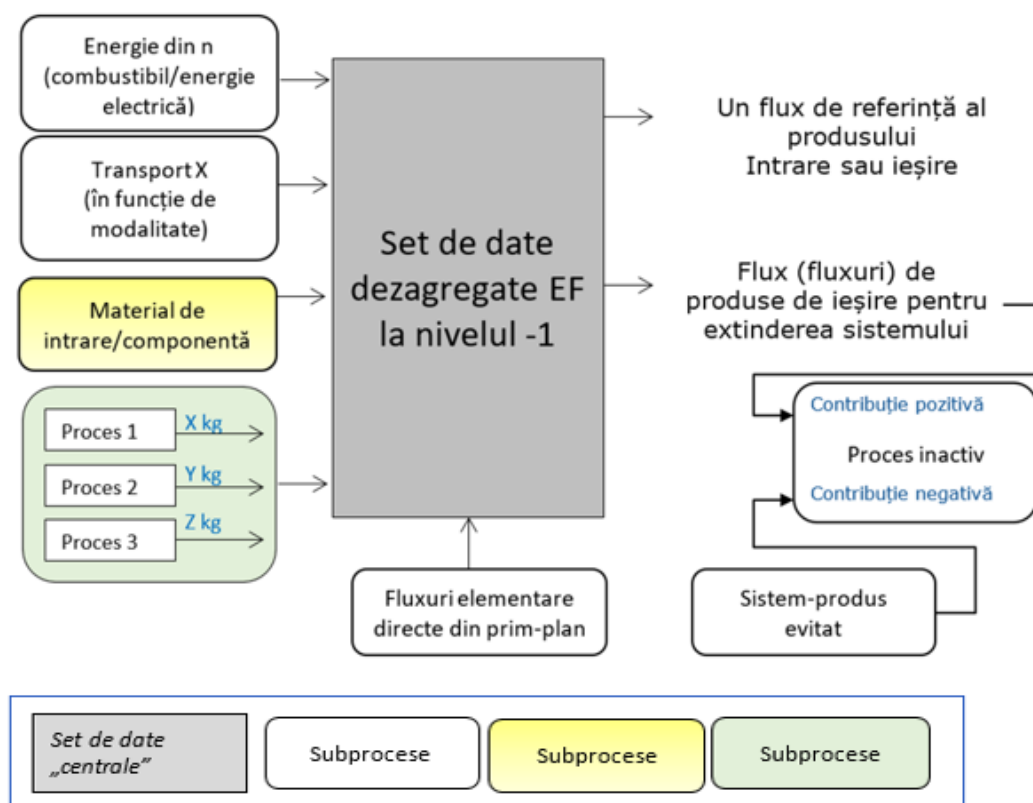 Energie din n
(combustibil/energie
electrică)
Transport X
(în funcție de
modalitate)
Material de
intrare/componentă
Proces 1
X kg
Proces 2
Y kg
Proces 3
Z kg
Set de date
dezagregate EF
la nivelul -1
Fluxuri elementare
directe din prim-plan
Un flux de referință al
produsului
Intrare sau ieșire
Flux (fluxuri) de
produse de ieșire pentru
extinderea sistemului
Contribuție pozitivă
Proces inactiv
Contribuție negativă
Sistem-produs
evitat
Set de date
„centrale”
Subprocese
Subprocese
Subprocese